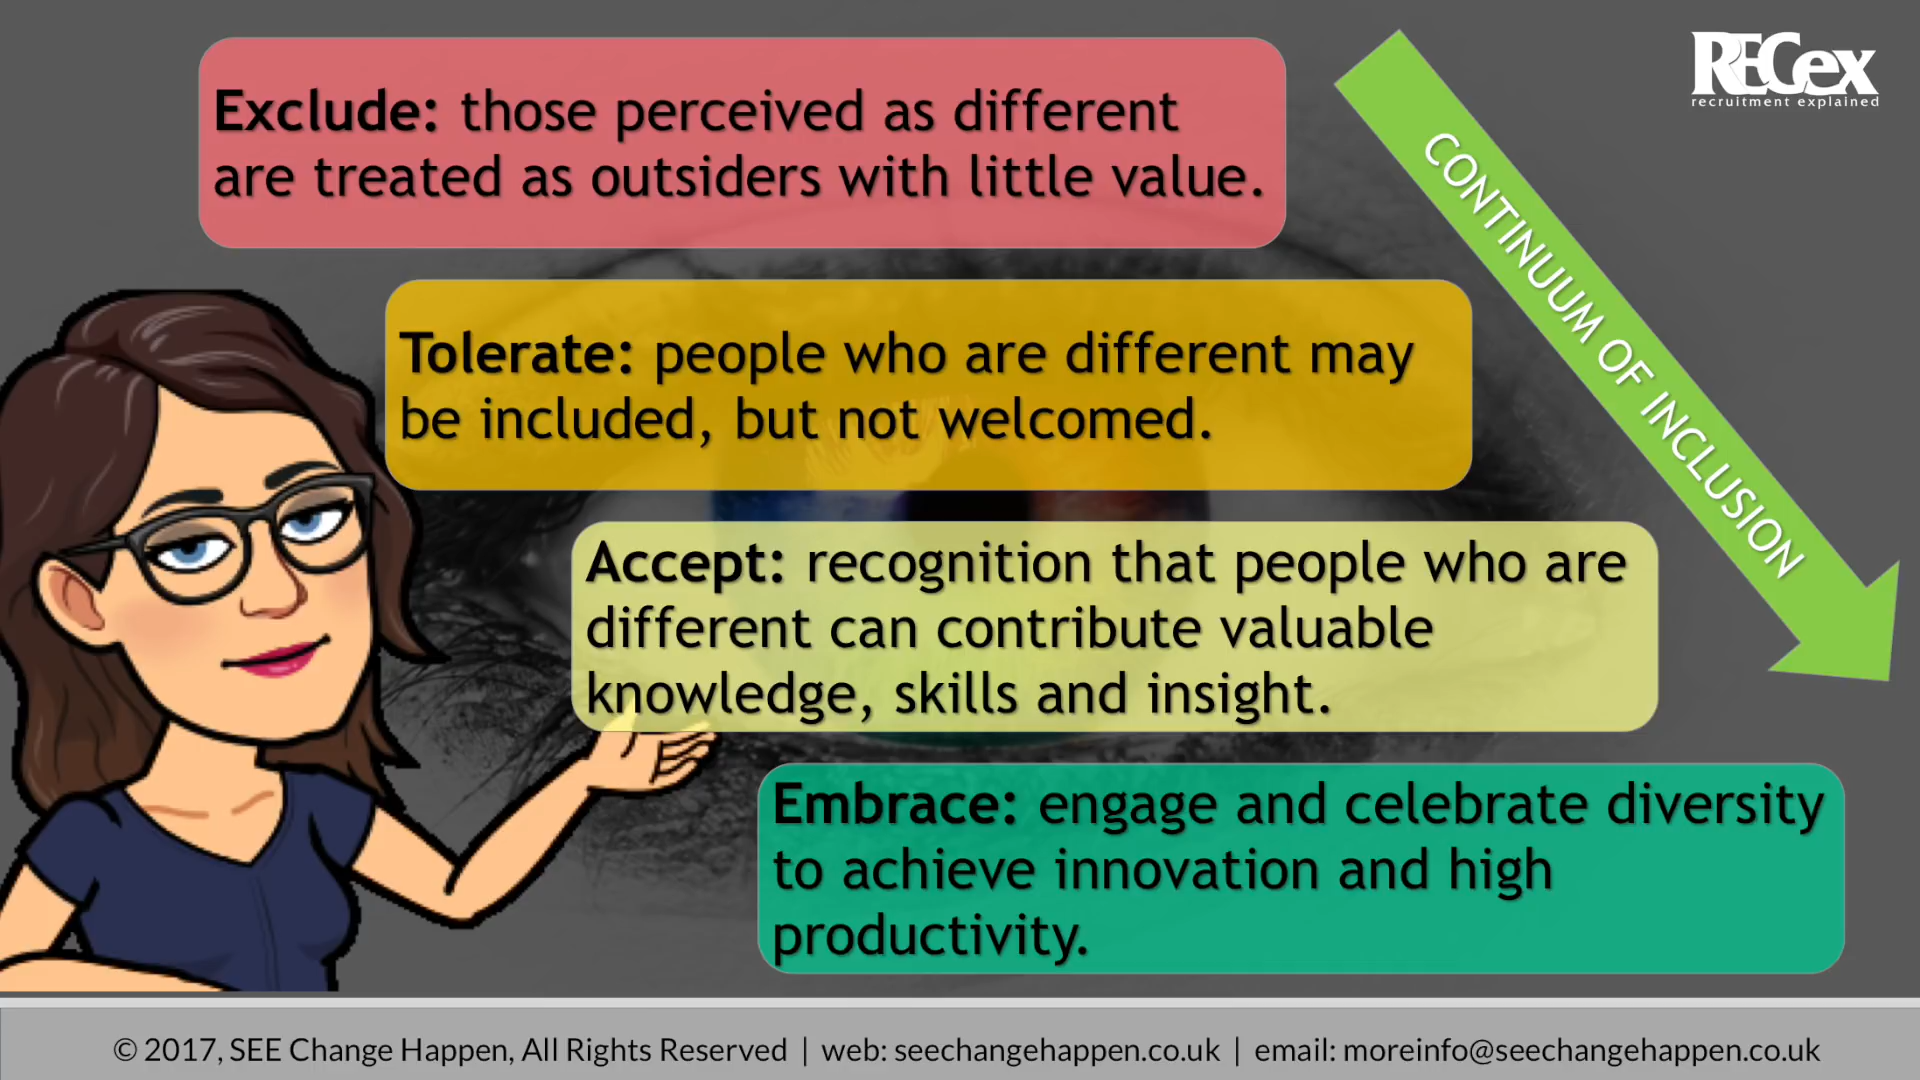 RECex
recruitment explained
Exclude: those perceived as different
are treated as outsiders with little value.
CONTINUUM OF INCLUSION
Tolerate: people who are different may
be included, but not welcomed.
Accept: recognition that people who are
different can contribute valuable
knowledge, skills and insight.
Embrace: engage and celebrate diversity
to achieve innovation and high
productivity.
© 2017, SEE Change Happen, All Rights Reserved | web: seechangehappen.co.uk | email: moreinfo@seechangehappen.co.uk